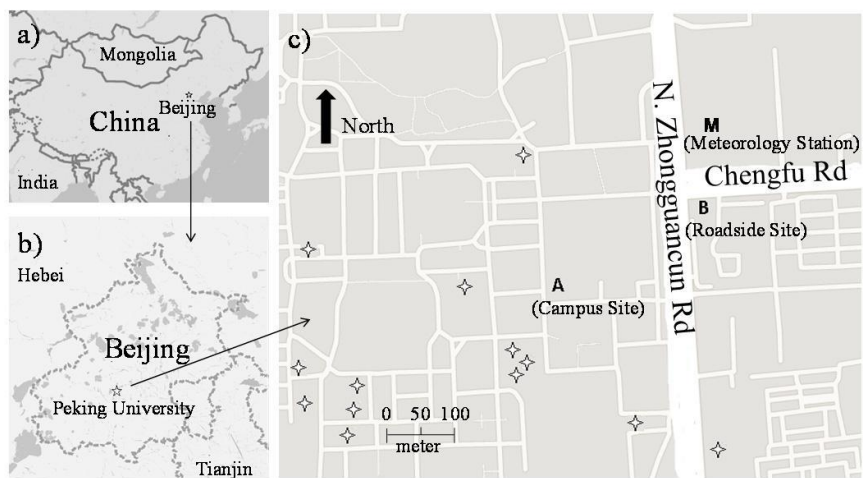 a)
Mongolia
Beijing
China
India
b)
Hebei
Beijing
Peking University
Tianjin
c)
North
N. Zhongguancun Rd
M
(Meteorology Station)
Chengfu Rd
B
(Roadside Site)
A
(Campus Site)
0 50 100
meter